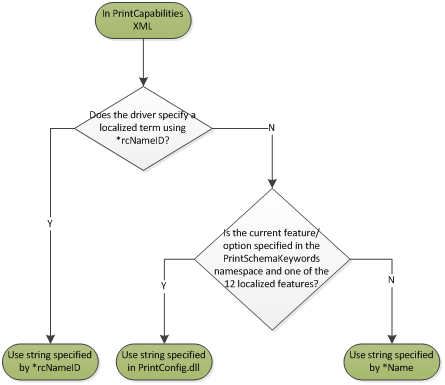 In PrintCapabilities
XML
Does the driver specify a
localized term using
*rcNameID?
N
Is the current feature/
option specified in the
PrintSchemaKeywords
namespace and one of the
12 localized features?
Y
Y
N
Use string specified
by *rcNameID
Use string specified
in PrintConfig.dll
Use string specified
by *Name